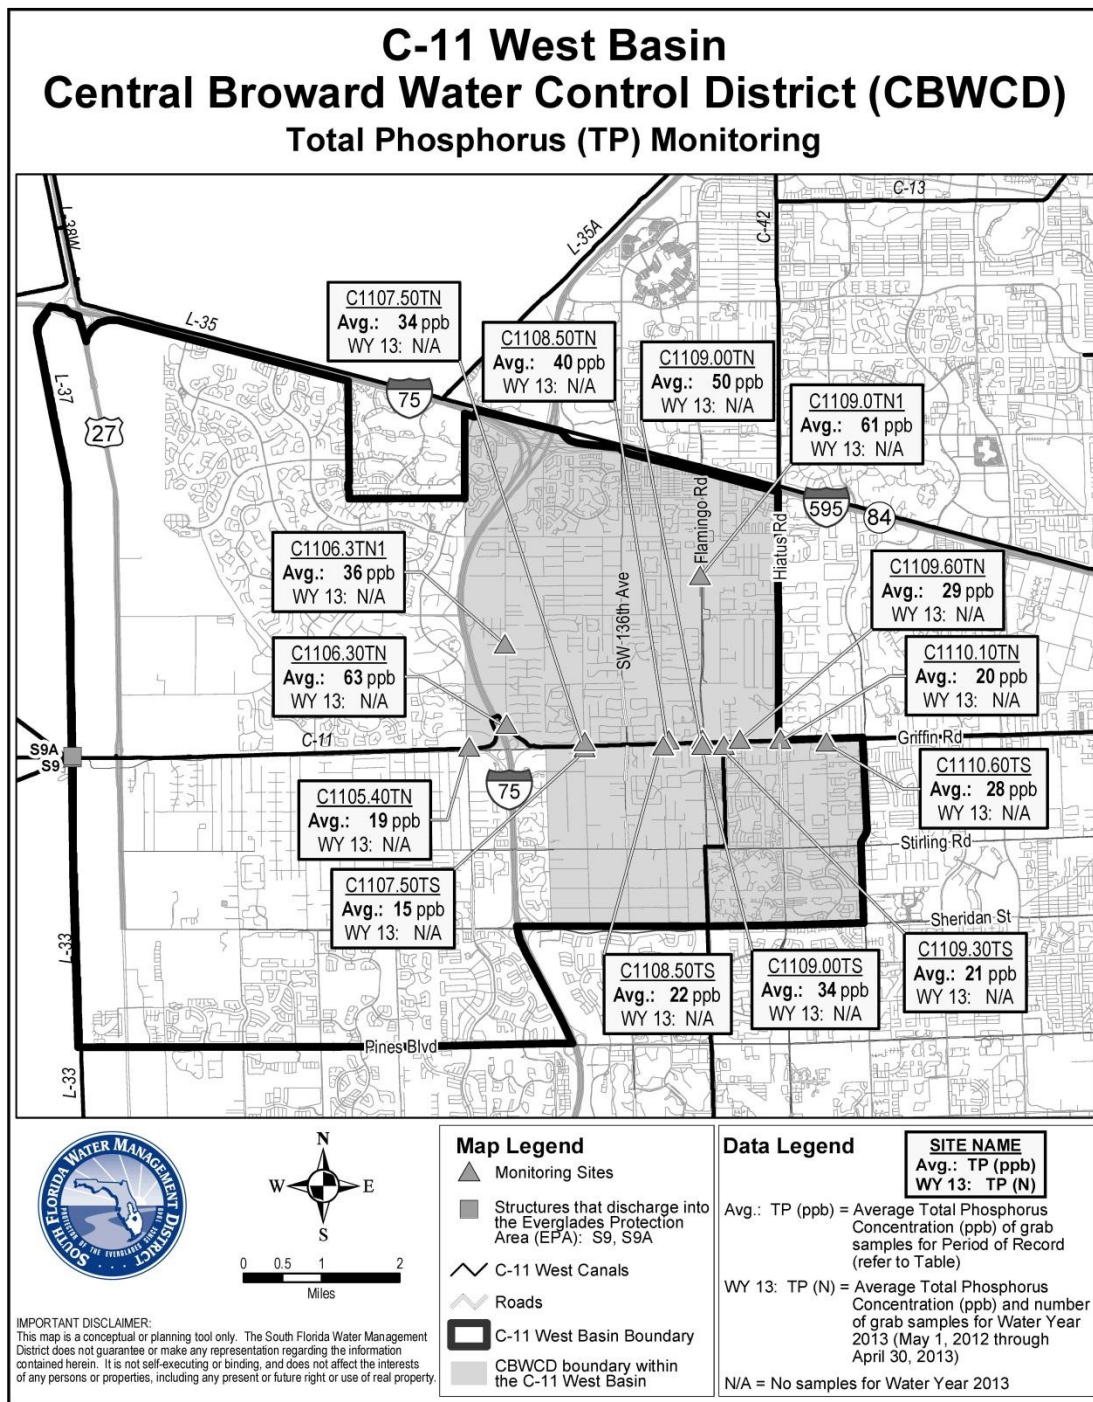 C-11 West Basin
Central Broward Water Control District (CBWCD)
Total Phosphorus (TP) Monitoring
C-13
L-38W
L-35A
C-42
C1107.50TN
Avg.: 34 ppb
WY 13: N/A
C1108.50TN
Avg.: 40 ppb
WY 13: N/A
C1109.00TN
Avg.: 50 ppb
WY 13: N/A
C1109.0TN1
Avg.: 61 ppb
WY 13: N/A
L-35
L-37
75
27
Flamingo Rd
595
84
Hiatus Rd
C1106.3TN1
Avg.: 36 ppb
WY 13: N/A
SW 136th Ave
C1109.60TN
Avg.: 29 ppb
WY 13: N/A
C1106.30TN
Avg.: 63 ppb
WY 13: N/A
C1110.10TN
Avg.: 20 ppb
WY 13: N/A
S9A
S9
C-11
Griffin Rd
75
C1105.40TN
Avg.: 19 ppb
WY 13: N/A
C1110.60TS
Avg.: 28 ppb
WY 13: N/A
Stirling Rd
C1107.50TS
Avg.: 15 ppb
WY 13: N/A
Sheridan St
L-33
C1108.50TS
Avg.: 22 ppb
WY 13: N/A
C1109.00TS
Avg.: 34 ppb
WY 13: N/A
C1109.30TS
Avg.: 21 ppb
WY 13: N/A
Pines Blvd
L-33
SOUTH FLORIDA WATER MANAGEMENT DISTRICT
PROTECTION OF THE EVERGLADES SINCE 1949
N
W
E
S
0 0.5 1 2
Miles
IMPORTANT DISCLAIMER:
This map is a conceptual or planning tool only. The South Florida Water Management
District does not guarantee or make any representation regarding the information
contained herein. It is not self-executing or binding, and does not affect the interests
of any persons or properties, including any present or future right or use of real property.
Map Legend
Monitoring Sites
Structures that discharge into
the Everglades Protection
Area (EPA): S9, S9A
C-11 West Canals
Roads
C-11 West Basin Boundary
CBWCD boundary within
the C-11 West Basin
Data Legend
SITE NAME
Avg.: TP (ppb)
WY 13: TP (N)
Avg.: TP (ppb) = Average Total Phosphorus
Concentration (ppb) of grab
samples for Period of Record
(refer to Table)
WY 13: TP (N) = Average Total Phosphorus
Concentration (ppb) and number
of grab samples for Water Year
2013 (May 1, 2012 through
April 30, 2013)
N/A = No samples for Water Year 2013